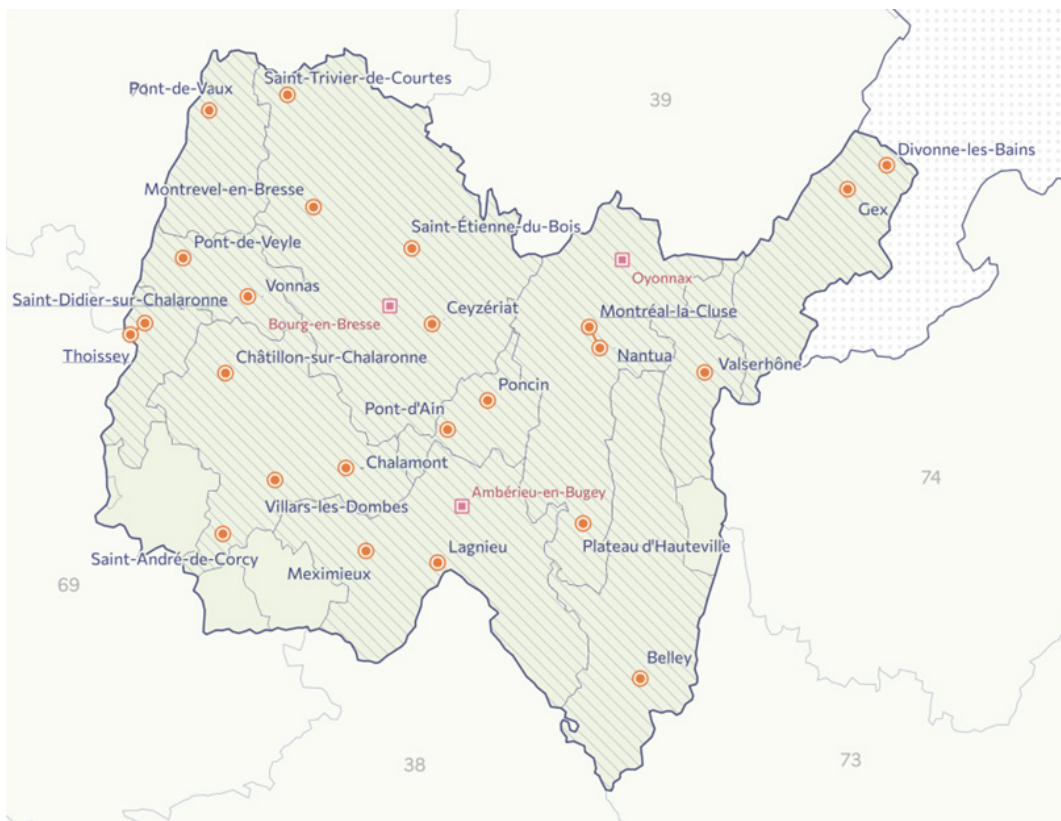 Saint-Trivier-de-Courtes
Pont-de-Vaux
39
Divonne-les-Bains
Gex
Montrevel-en-Bresse
Saint-Étienne-du-Bois
Pont-de-Veyle
Oyonnax
Vonnas
Saint-Didier-sur-Chalaronne
Montréal-la-Cluse
Bourg-en-Bresse
Ceyzériat
Thoissey
Châtillon-sur-Chalaronne
Nantua
Valserhône
Poncin
Pont-d'Ain
Chalamont
74
Ambérieu-en-Bugey
Villars-les-Dombes
Plateau d'Hauteville
Lagnieu
Saint-André-de-Corcy
Meximieux
69
Belley
73
38